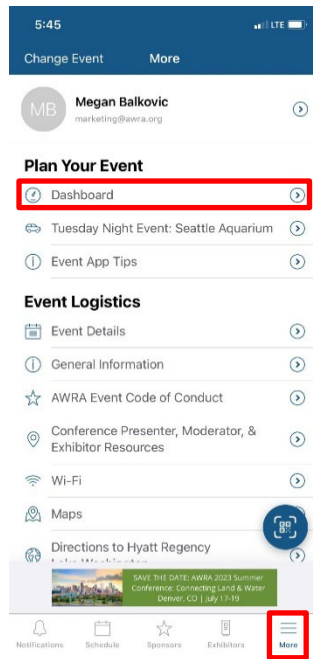 5:45
LTE
Change Event
More
MB
Megan Balkovic
marketing@awra.org
Plan Your Event
Dashboard
Tuesday Night Event: Seattle Aquarium
Event App Tips
Event Logistics
Event Details
General Information
AWRA Event Code of Conduct
Conference Presenter, Moderator, &
Exhibitor Resources
Wi-Fi
Maps
Directions to Hyatt Regency
SAVE THE DATE: AWRA 2023 Summer
Conference: Connecting Land & Water
Denver, CO | July 17-19
Notifications
Schedule
Sponsors
Exhibitors
More